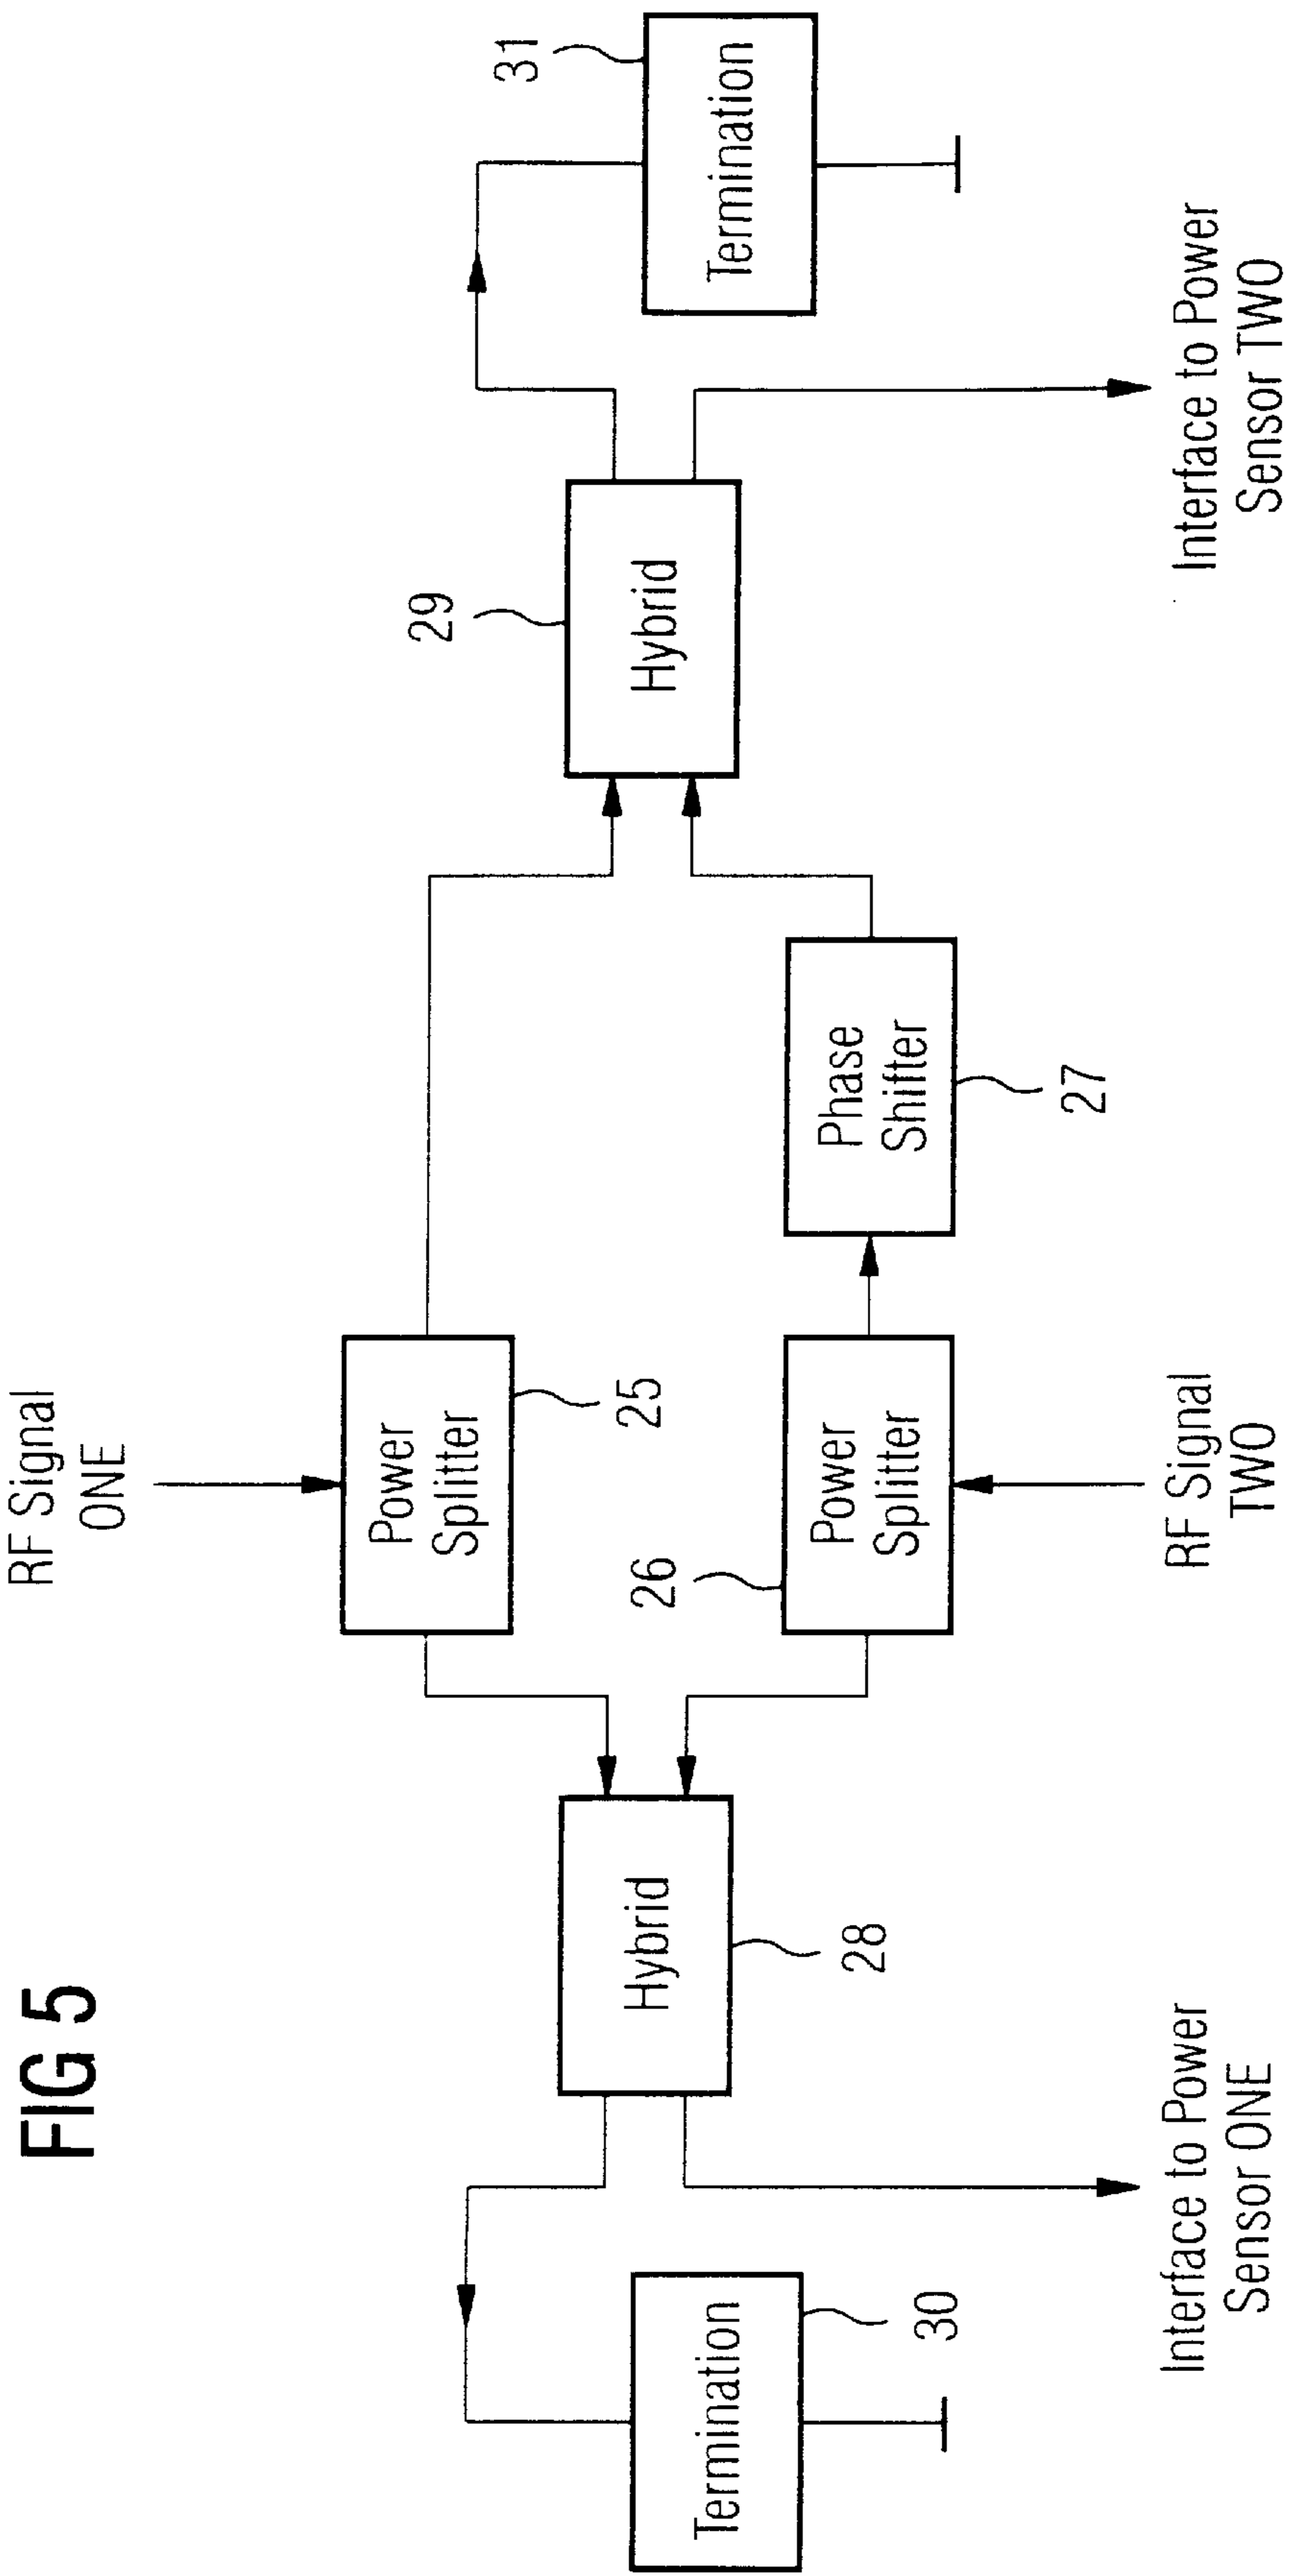 FIG 5
RF Signal
ONE
Power
Splitter
25
Hybrid
29
Termination
31
Termination
30
Hybrid
28
26
Power
Splitter
Phase
Shifter
27
Interface to Power
Sensor ONE
RF Signal
TWO
Interface to Power
Sensor TWO